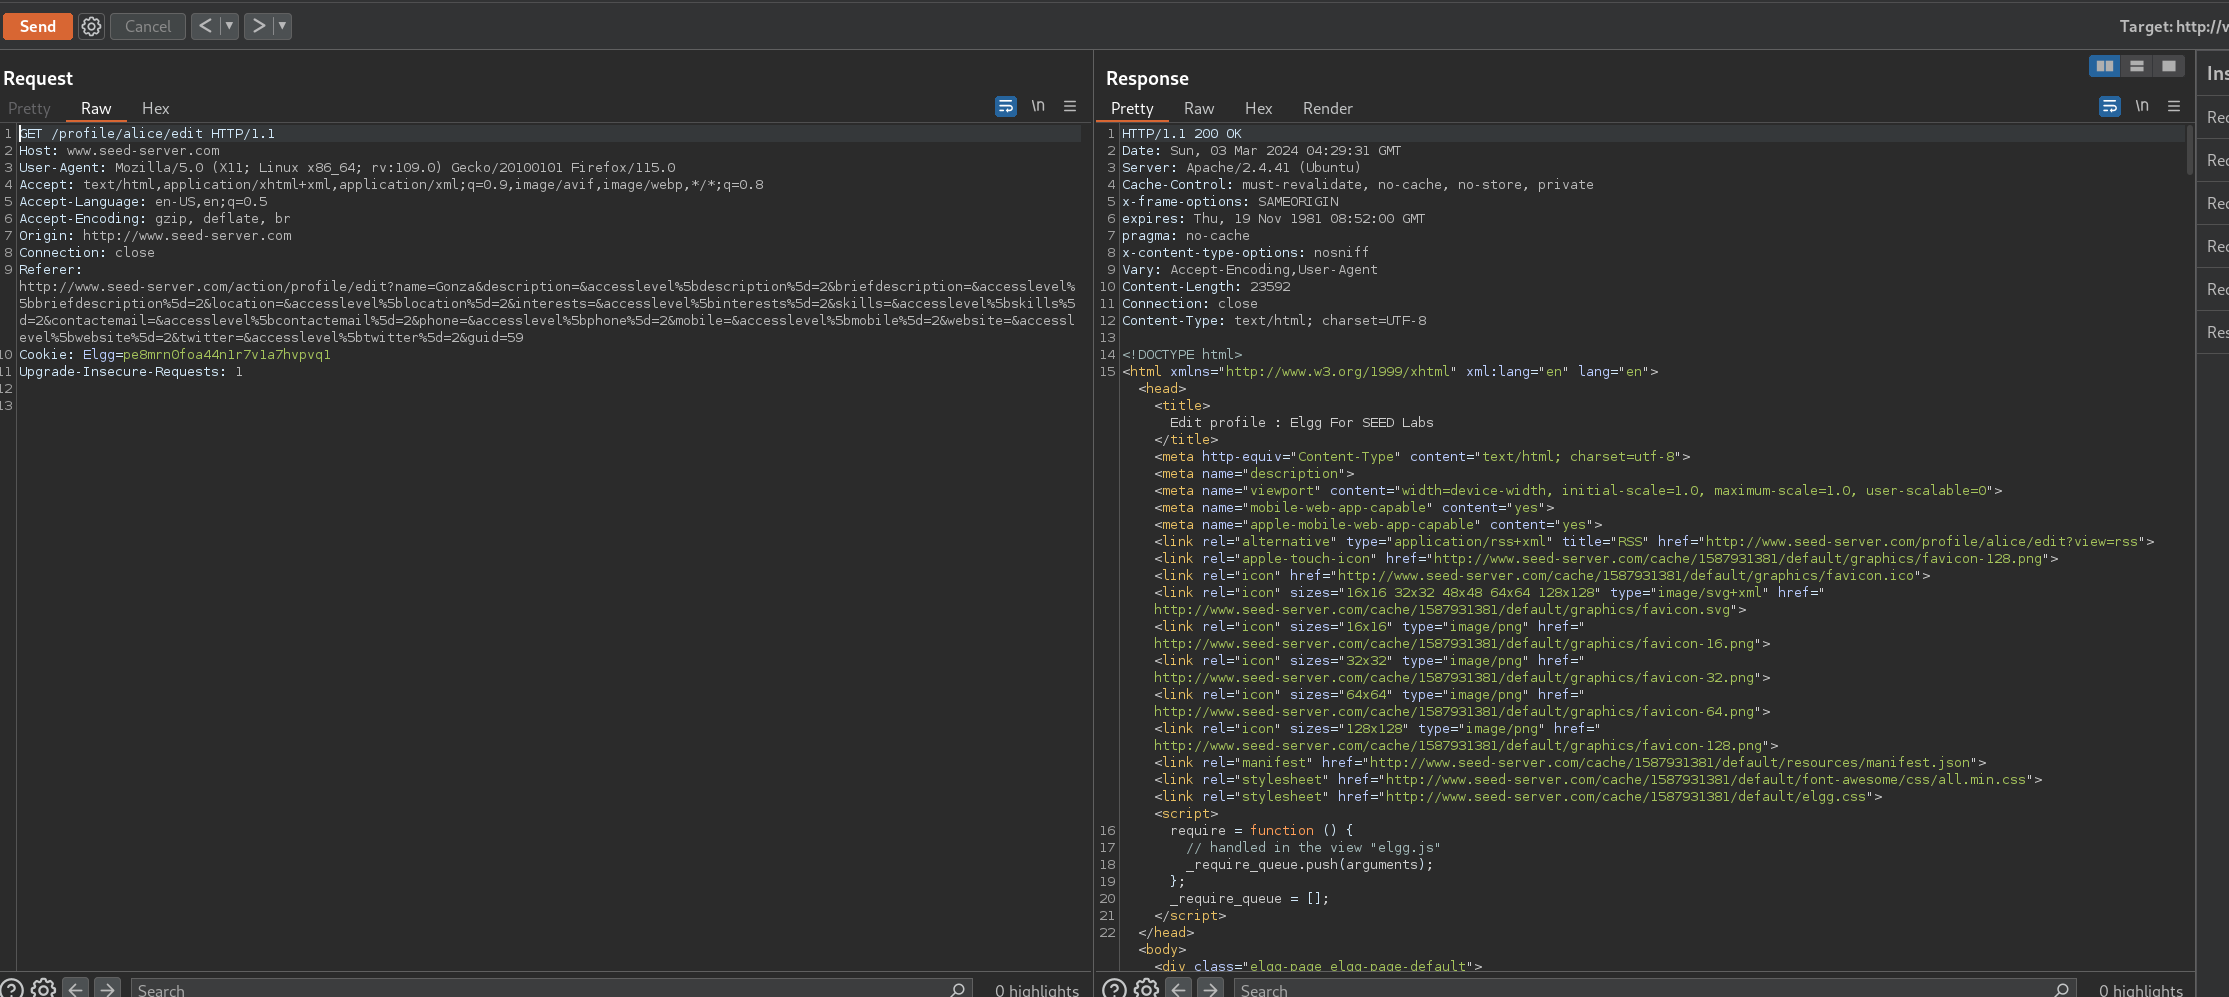 Send
Cancel
< ▼
> ▼
Target: http://w
Request
Pretty Raw Hex
\n
1 GET /profile/alice/edit HTTP/1.1
2 Host: www.seed-server.com
3 User-Agent: Mozilla/5.0 (X11; Linux x86_64; rv:109.0) Gecko/20100101 Firefox/115.0
4 Accept: text/html,application/xhtml+xml,application/xml;q=0.9,image/avif,image/webp,*/*;q=0.8
5 Accept-Language: en-US,en;q=0.5
6 Accept-Encoding: gzip, deflate, br
7 Origin: http://www.seed-server.com
8 Connection: close
9 Referer:
http://www.seed-server.com/action/profile/edit?name=Gonza&description=&accesslevel%5bdescription%5d=2&briefdescription=&accesslevel%
5bbriefdescription%5d=2&location=&accesslevel%5blocation%5d=2&interests=&accesslevel%5binterests%5d=2&skills=&accesslevel%5bskills%5
d=2&contactemail=&accesslevel%5bcontactemail%5d=2&phone=&accesslevel%5bphone%5d=2&mobile=&accesslevel%5bmobile%5d=2&website=&accessl
evel%5bwebsite%5d=2&twitter=&accesslevel%5btwitter%5d=2&guid=59
10 Cookie: Elgg=pe8mrn0foa44n1r7v1a7hvpvq1
11 Upgrade-Insecure-Requests: 1
12
13
Search
0 highlights
Response
Pretty Raw Hex Render
\n
1 HTTP/1.1 200 OK
2 Date: Sun, 03 Mar 2024 04:29:31 GMT
3 Server: Apache/2.4.41 (Ubuntu)
4 Cache-Control: must-revalidate, no-cache, no-store, private
5 x-frame-options: SAMEORIGIN
6 expires: Thu, 19 Nov 1981 08:52:00 GMT
7 pragma: no-cache
8 x-content-type-options: nosniff
9 Vary: Accept-Encoding,User-Agent
10 Content-Length: 23592
11 Connection: close
12 Content-Type: text/html; charset=UTF-8
13
14 <!DOCTYPE html>
15 <html xmlns="http://www.w3.org/1999/xhtml" xml:lang="en" lang="en">
<head>
<title>
Edit profile : Elgg For SEED Labs
</title>
<meta http-equiv="Content-Type" content="text/html; charset=utf-8">
<meta name="description">
<meta name="viewport" content="width=device-width, initial-scale=1.0, maximum-scale=1.0, user-scalable=0">
<meta name="mobile-web-app-capable" content="yes">
<meta name="apple-mobile-web-app-capable" content="yes">
<link rel="alternative" type="application/rss+xml" title="RSS" href="http://www.seed-server.com/profile/alice/edit?view=rss">
<link rel="apple-touch-icon" href="http://www.seed-server.com/cache/1587931381/default/graphics/favicon-128.png">
<link rel="icon" href="http://www.seed-server.com/cache/1587931381/default/graphics/favicon.ico">
<link rel="icon" sizes="16x16 32x32 48x48 64x64 128x128" type="image/svg+xml" href="
http://www.seed-server.com/cache/1587931381/default/graphics/favicon.svg">
<link rel="icon" sizes="16x16" type="image/png" href="
http://www.seed-server.com/cache/1587931381/default/graphics/favicon-16.png">
<link rel="icon" sizes="32x32" type="image/png" href="
http://www.seed-server.com/cache/1587931381/default/graphics/favicon-32.png">
<link rel="icon" sizes="64x64" type="image/png" href="
http://www.seed-server.com/cache/1587931381/default/graphics/favicon-64.png">
<link rel="icon" sizes="128x128" type="image/png" href="
http://www.seed-server.com/cache/1587931381/default/graphics/favicon-128.png">
<link rel="manifest" href="http://www.seed-server.com/cache/1587931381/default/resources/manifest.json">
<link rel="stylesheet" href="http://www.seed-server.com/cache/1587931381/default/font-awesome/css/all.min.css">
<link rel="stylesheet" href="http://www.seed-server.com/cache/1587931381/default/elgg.css">
<script>
16 require = function () {
17 // handled in the view "elgg.js"
18 _require_queue.push(arguments);
19 };
20 _require_queue = [];
21 </script>
22 </head>
<body>
<div class="elgg-page elgg-page-default">
Search
0 highlights
Ins
Rec
Rec
Rec
Rec
Rec
Res